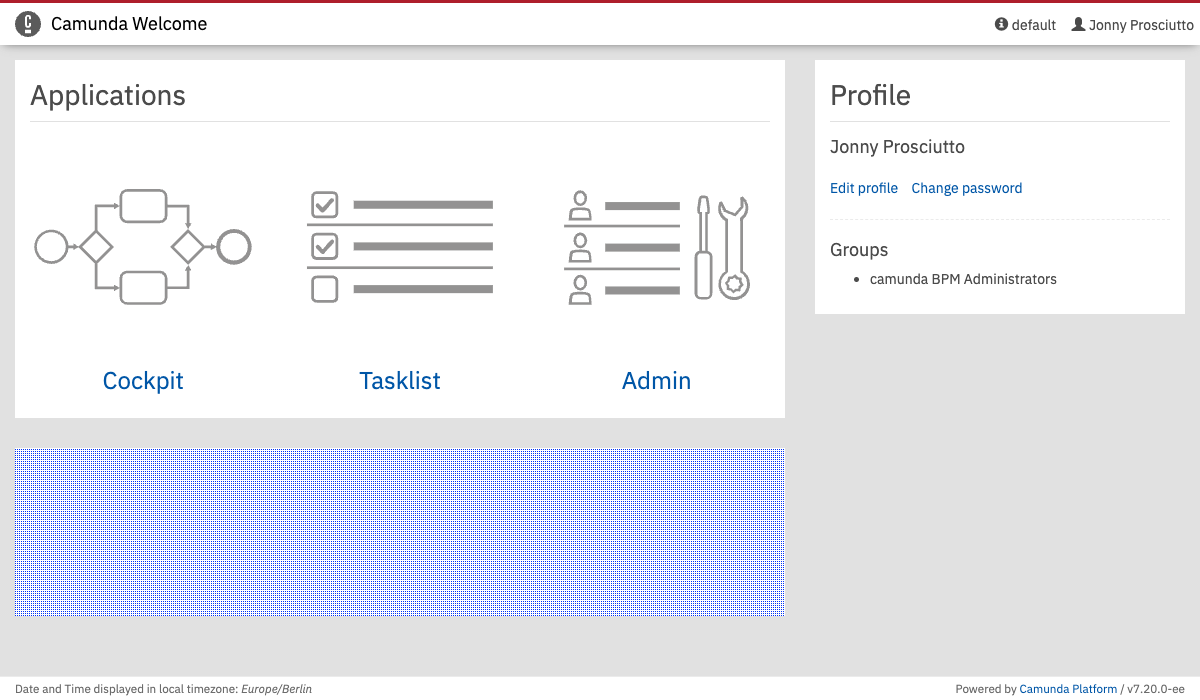 Camunda Welcome
default Jonny Prosciutto
Applications
Cockpit
Tasklist
Admin
Profile
Jonny Prosciutto
Edit profile Change password
Groups
camunda BPM Administrators
Date and Time displayed in local timezone: Europe/Berlin
Powered by Camunda Platform / v7.20.0-ee